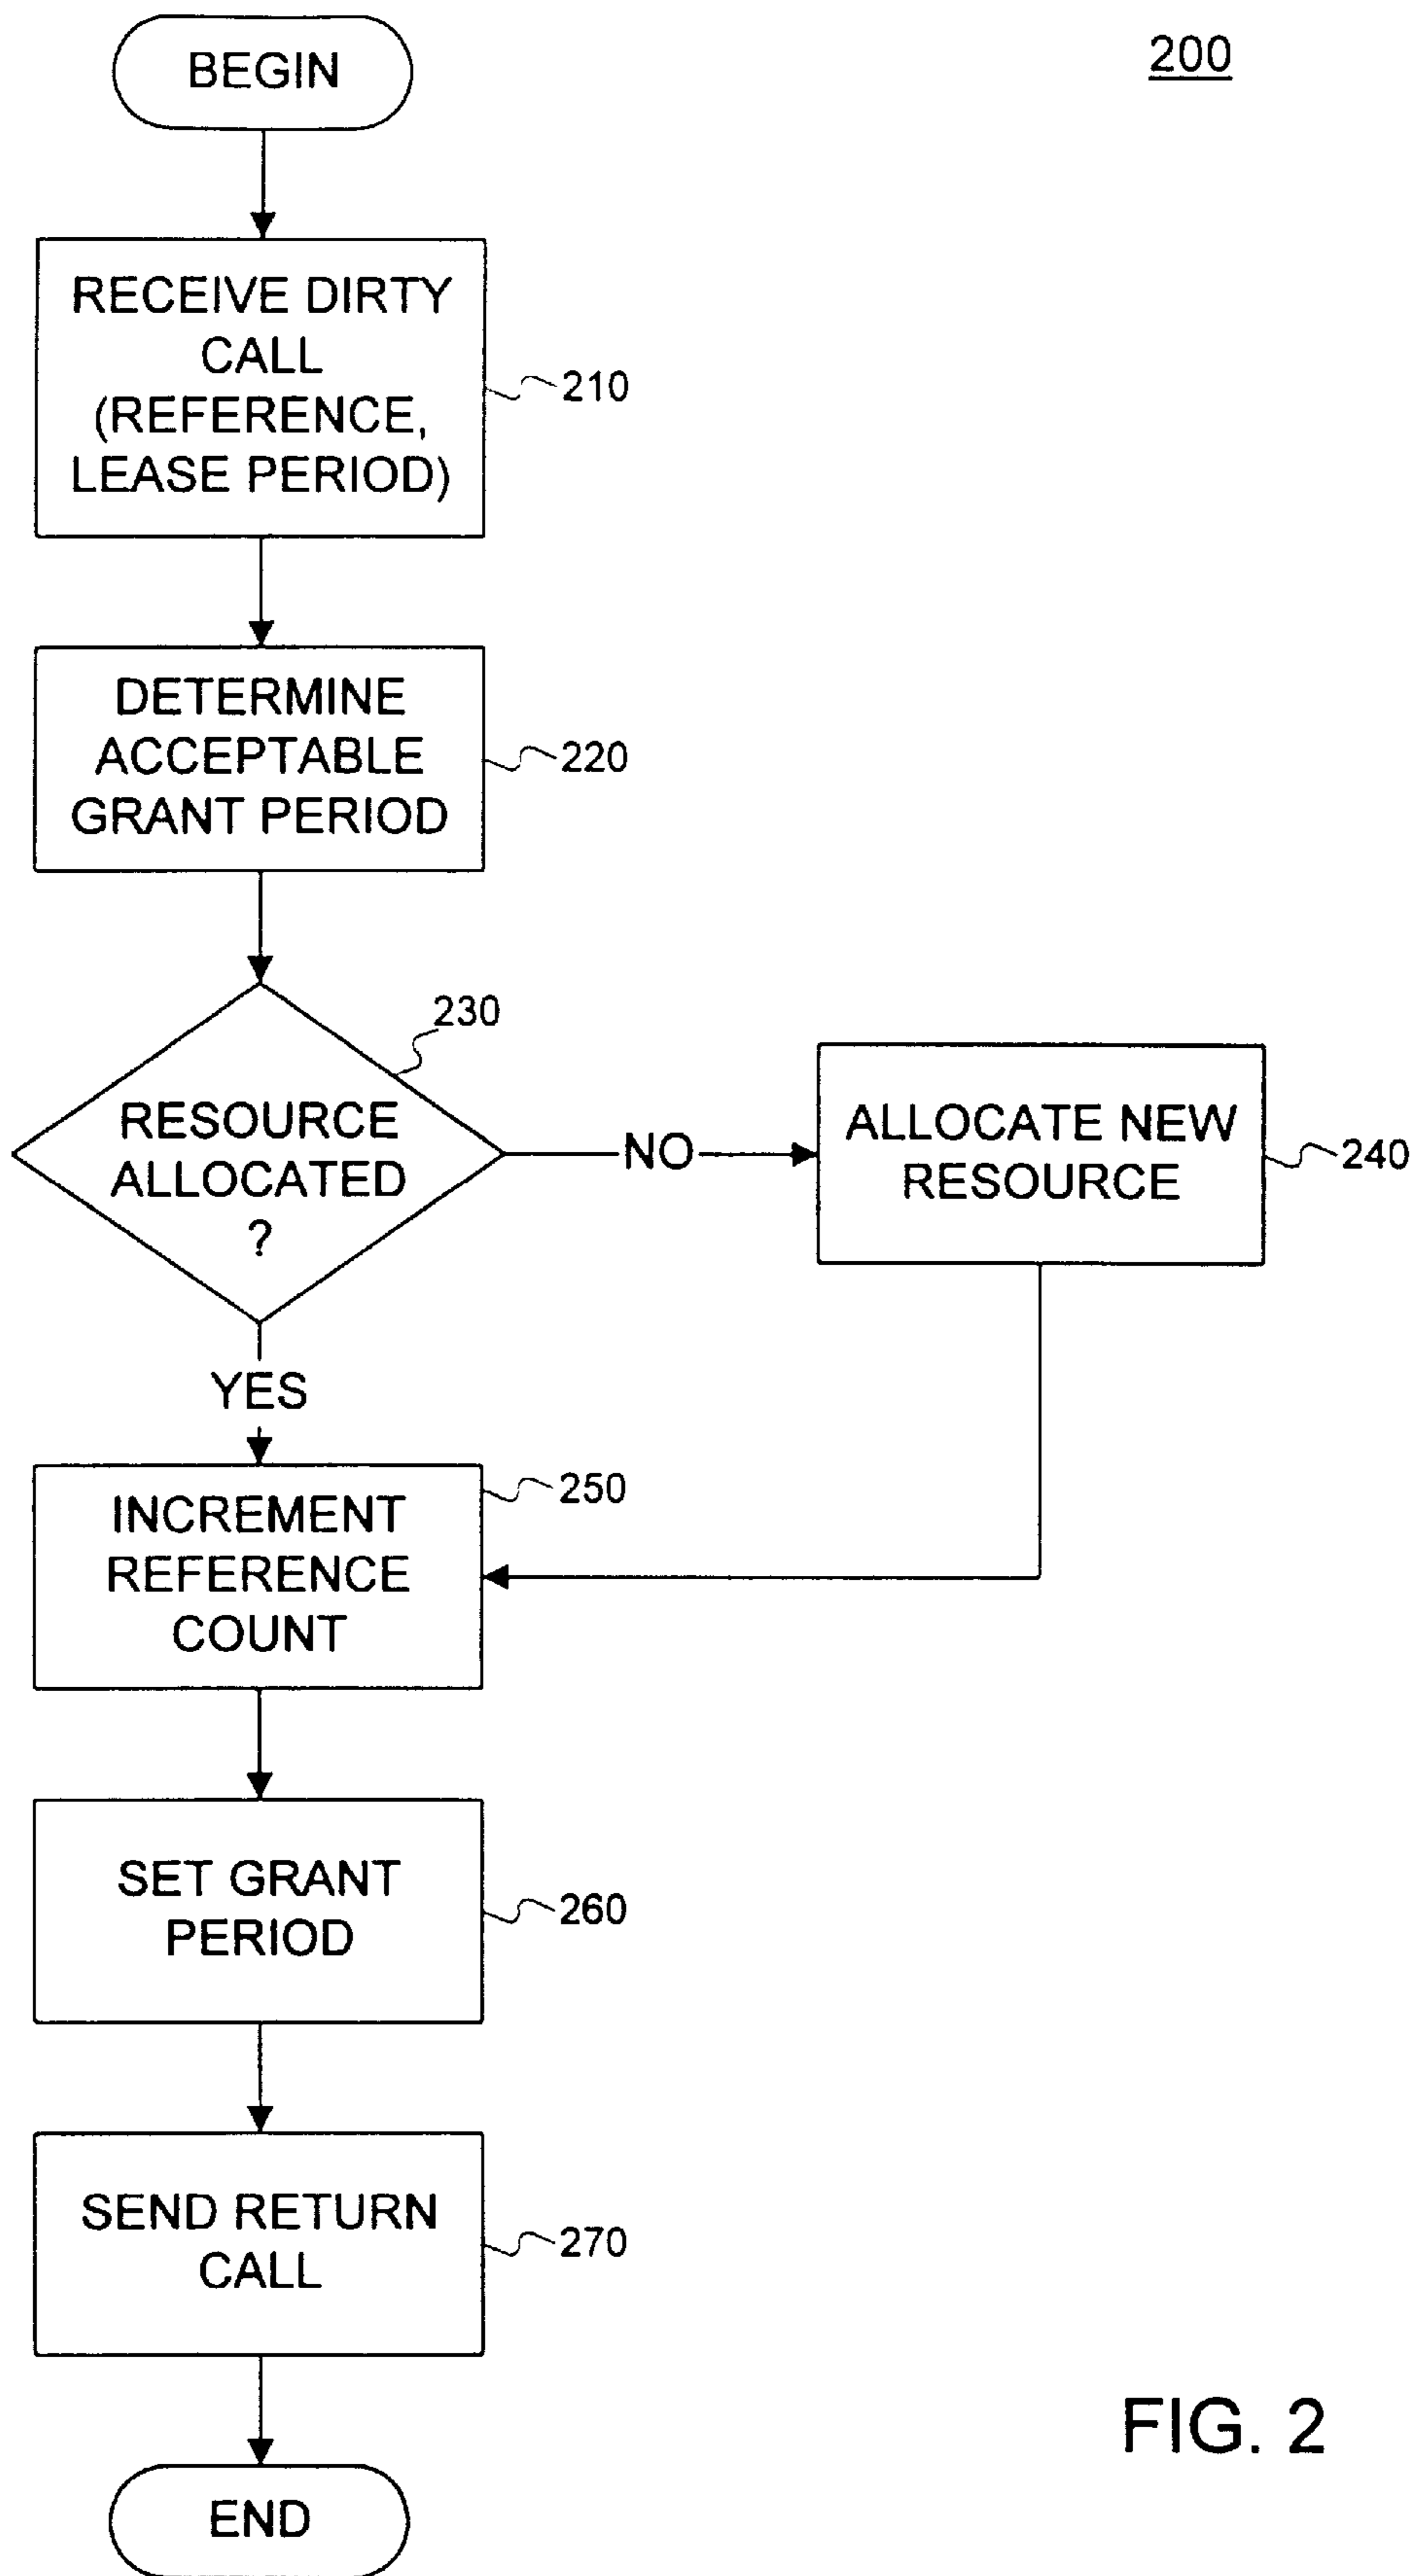 BEGIN
200
RECEIVE DIRTY
CALL
(REFERENCE,
LEASE PERIOD)
210
DETERMINE
ACCEPTABLE
GRANT PERIOD
220
230
RESOURCE
ALLOCATED
?
NO
ALLOCATE NEW
RESOURCE
240
YES
INCREMENT
REFERENCE
COUNT
250
SET GRANT
PERIOD
260
SEND RETURN
CALL
270
END
FIG. 2